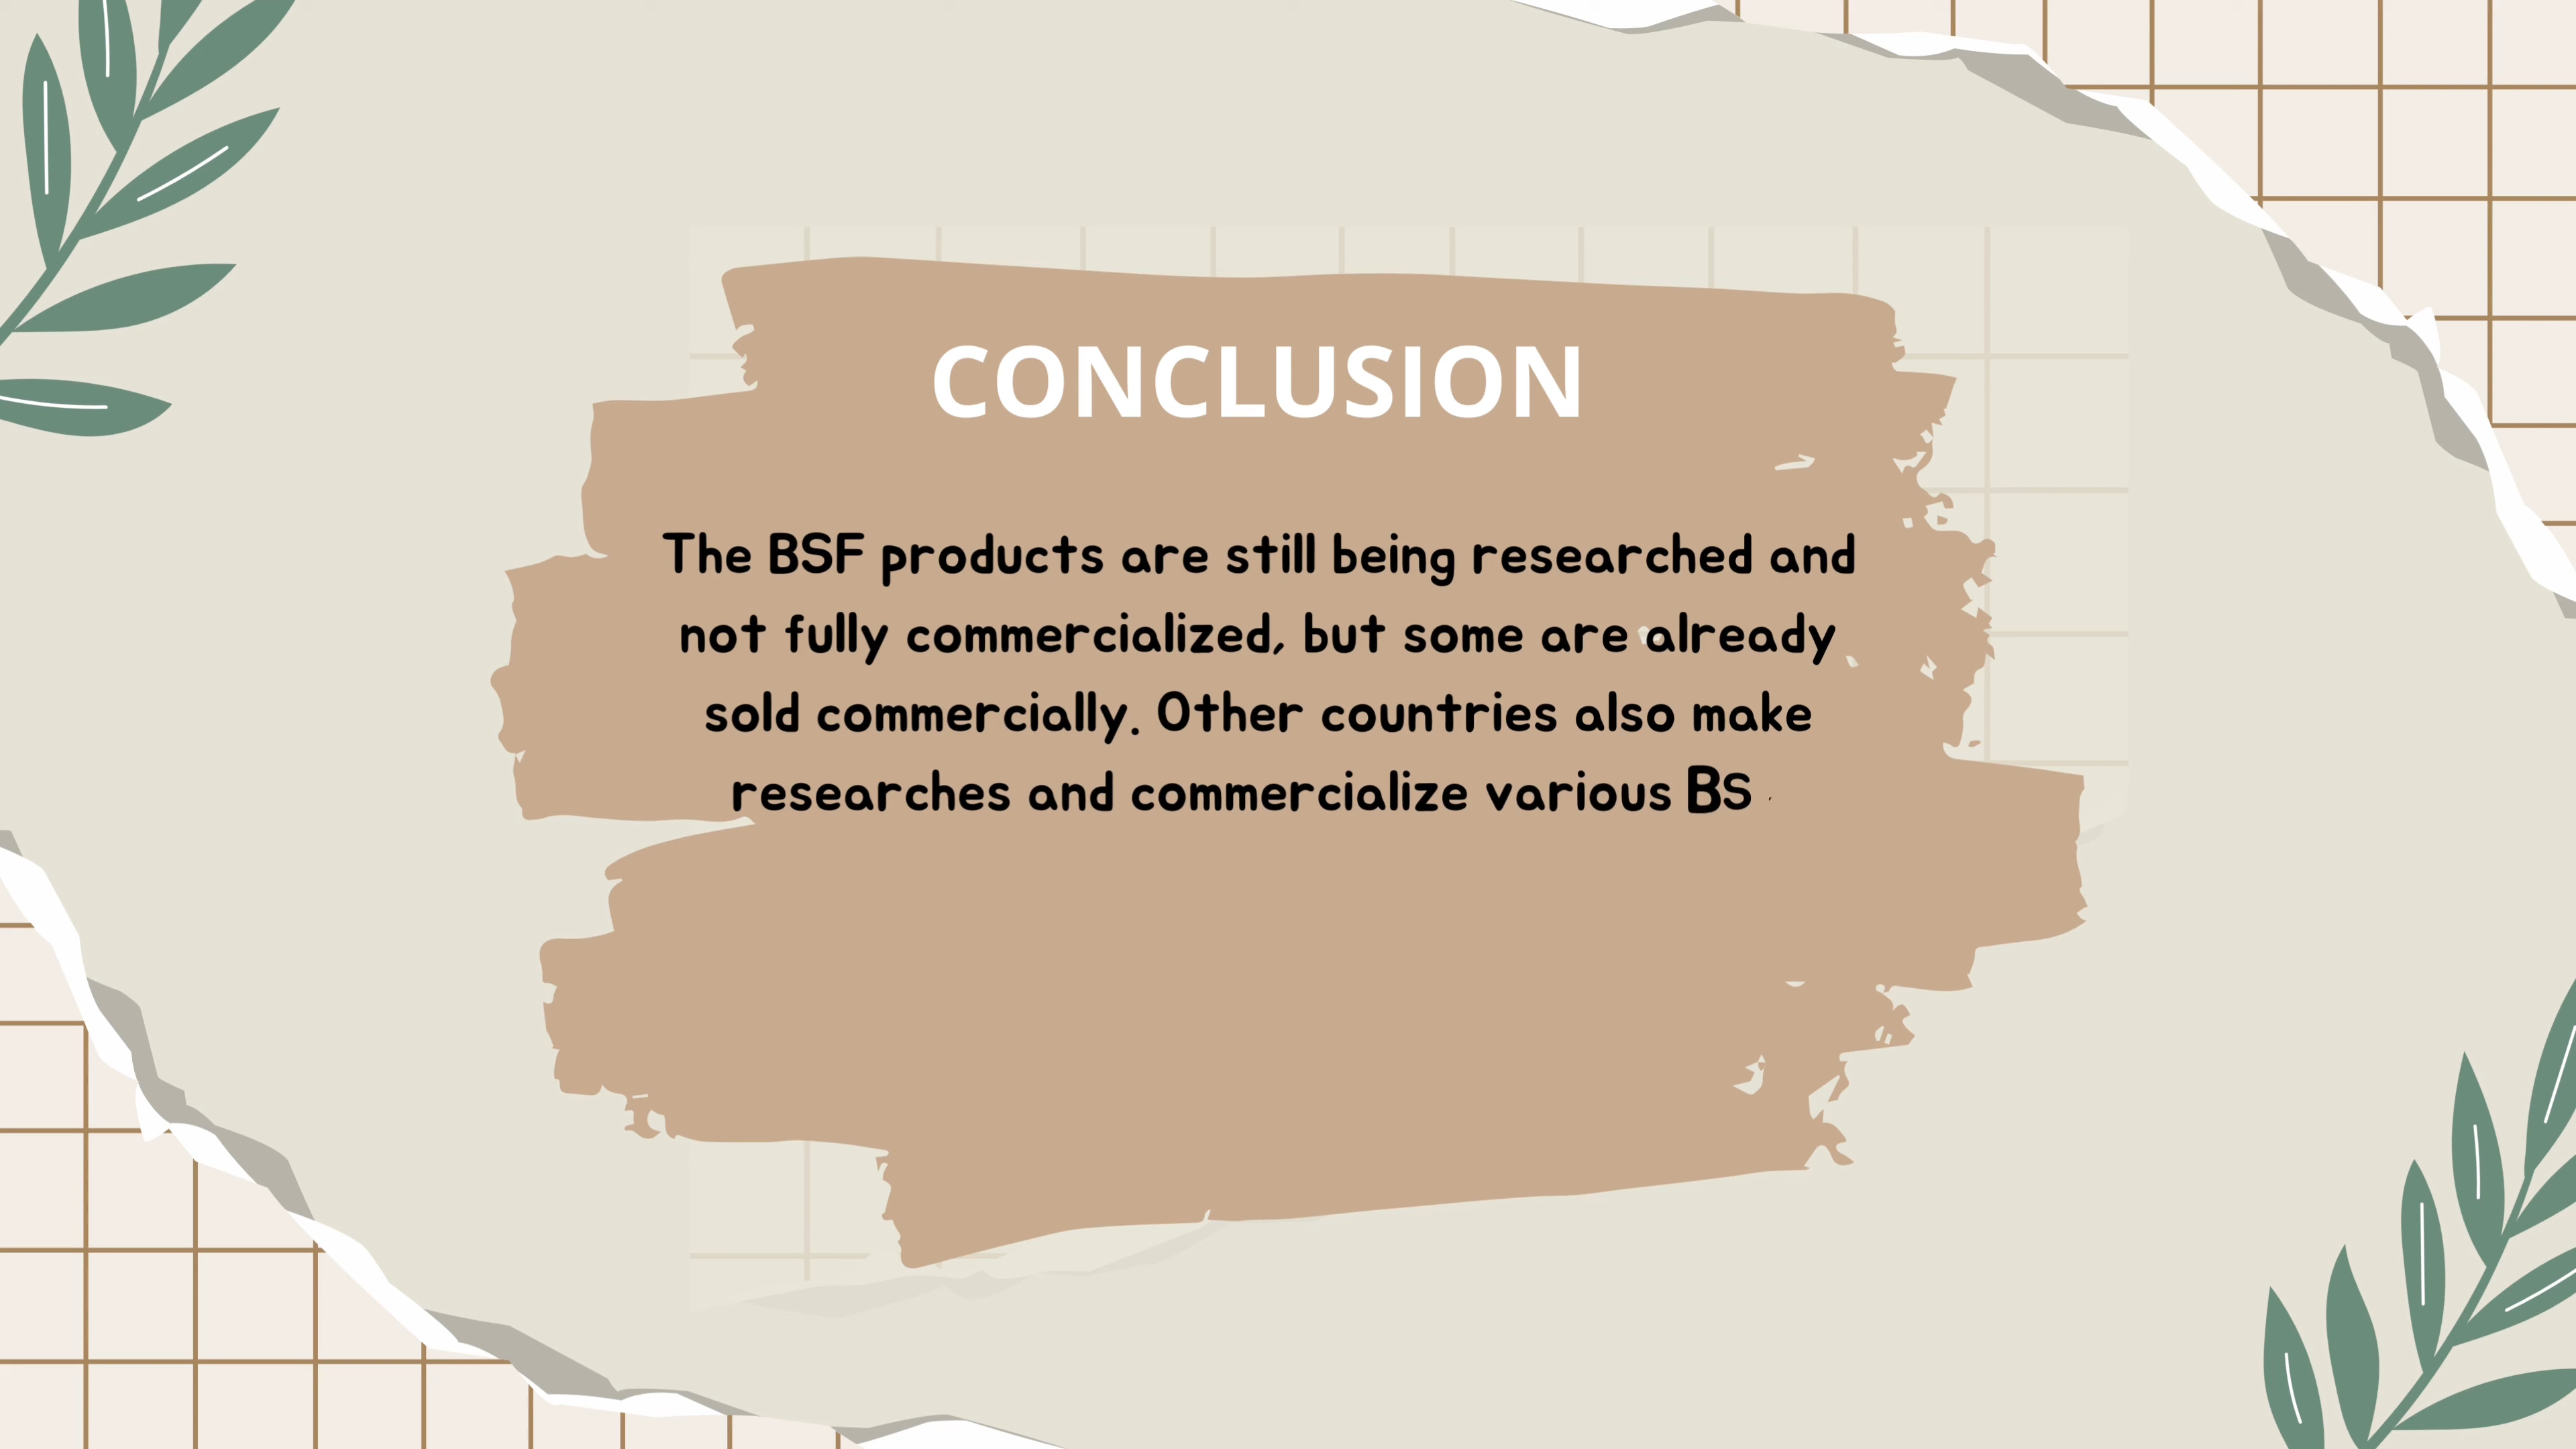 CONCLUSION
The BSF products are still being researched and
not fully commercialized, but some are already
sold commercially. Other countries also make
researches and commercialize various BS